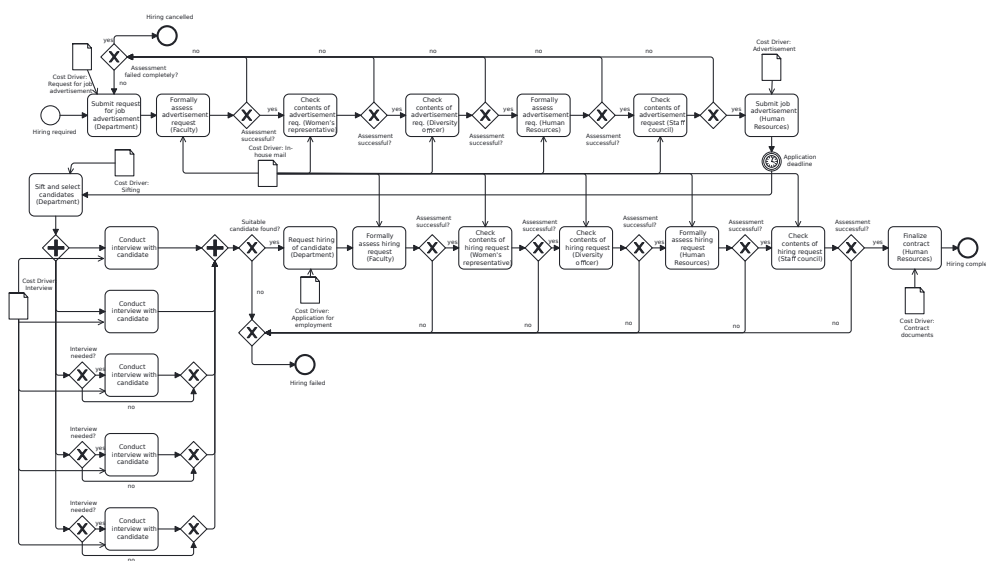 Hiring cancelled
yes
no
no
no
no
no
Cost Driver:
Advertisement
Assessment
failed completely?
Cost Driver:
Request for job
advertisement
no
Hiring required
Submit request
for job
advertisement
(Department)
Formally
assess
advertisement
request
(Faculty)
Assessment
successful?
yes
Check
contents of
advertisement
req. (Women's
representative)
Assessment
successful?
yes
Check
contents of
advertisement
req. (Diversity
officer)
Assessment
successful?
yes
Formally
assess
advertisement
request (Human
Resources)
Assessment
successful?
yes
Check
contents of
advertisement
request (Staff
council)
yes
Submit job
advertisement
(Human
Resources)
Cost Driver: In-
house mail
Application
deadline
Sift and select
candidates
(Department)
Cost Driver:
Sifting
Conduct
interview with
candidate
Suitable
candidate found?
yes
Request hiring
of candidate
(Department)
Formally
assess hiring
request
(Faculty)
Assessment
successful?
yes
Check
contents of
hiring request
(Women's
representative)
Assessment
successful?
yes
Check
contents of
hiring request
(Diversity
officer)
Assessment
successful?
yes
Formally
assess hiring
request
(Human
Resources)
Assessment
successful?
yes
Check
contents of
hiring request
(Staff council)
Assessment
successful?
yes
Finalize
contract
(Human
Resources)
Hiring comple
Cost Driver:
Interview
no
Cost Driver:
Application for
employment
no
no
no
no
no
Cost Driver:
Contract
documents
Conduct
interview with
candidate
Hiring failed
Interview
needed?
yes
Conduct
interview with
candidate
no
Interview
needed?
yes
Conduct
interview with
candidate
no
Interview
needed?
yes
Conduct
interview with
candidate
no